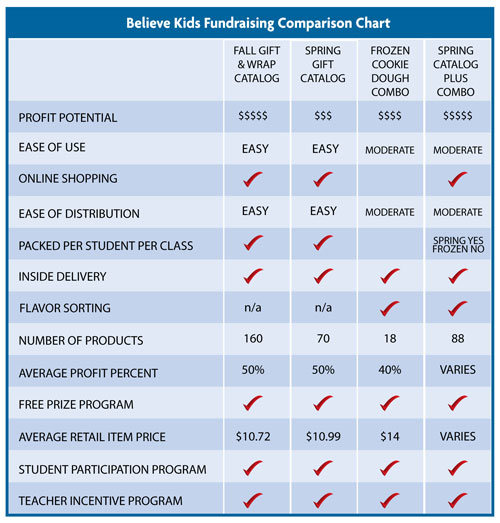 Believe Kids Fundraising Comparison Chart
FALL GIFT & WRAP CATALOG SPRING GIFT CATALOG FROZEN COOKIE DOUGH COMBO SPRING CATALOG PLUS COMBO
PROFIT POTENTIAL $$$$$ $$$ $$$$ $$$$$
EASE OF USE EASY EASY MODERATE MODERATE
ONLINE SHOPPING
EASE OF DISTRIBUTION EASY EASY MODERATE MODERATE
PACKED PER STUDENT PER CLASS SPRING YES FROZEN NO
INSIDE DELIVERY
FLAVOR SORTING n/a n/a
NUMBER OF PRODUCTS 160 70 18 88
AVERAGE PROFIT PERCENT 50% 50% 40% VARIES
FREE PRIZE PROGRAM
AVERAGE RETAIL ITEM PRICE $10.72 $10.99 $14 VARIES
STUDENT PARTICIPATION PROGRAM
TEACHER INCENTIVE PROGRAM